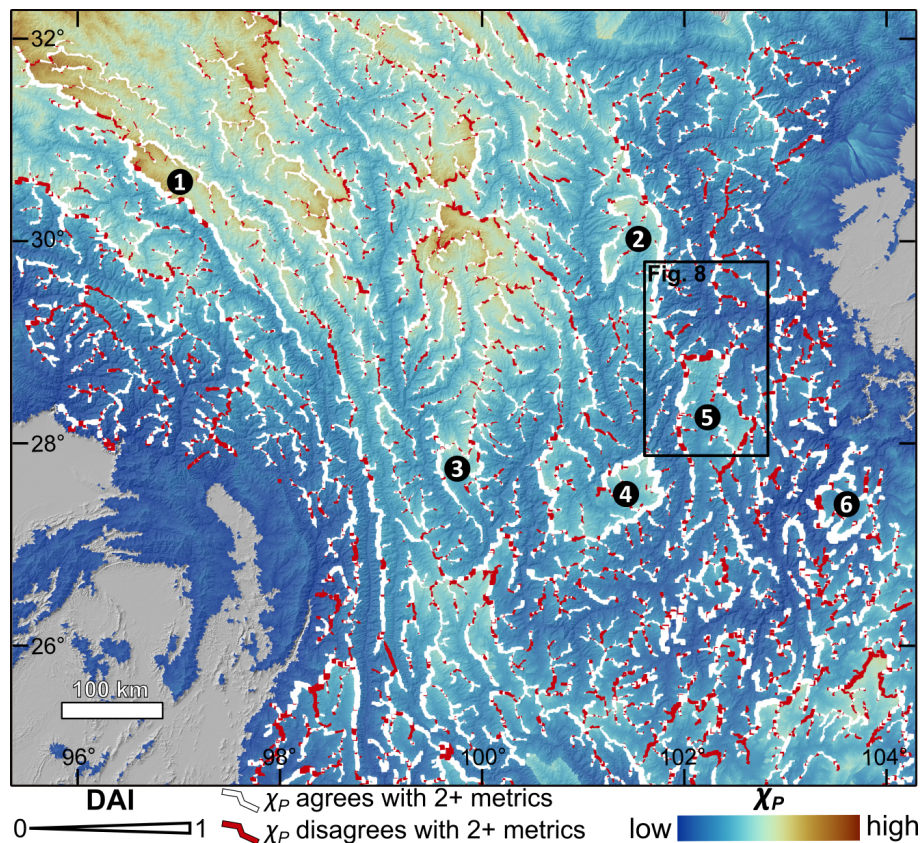 32°
1
30°
2
Fig. 8
28°
3
4
5
6
26°
100 km
96°
98°
100°
102°
104°
DAI
0
1
χP agrees with 2+ metrics
χP disagrees with 2+ metrics
χP
low
high